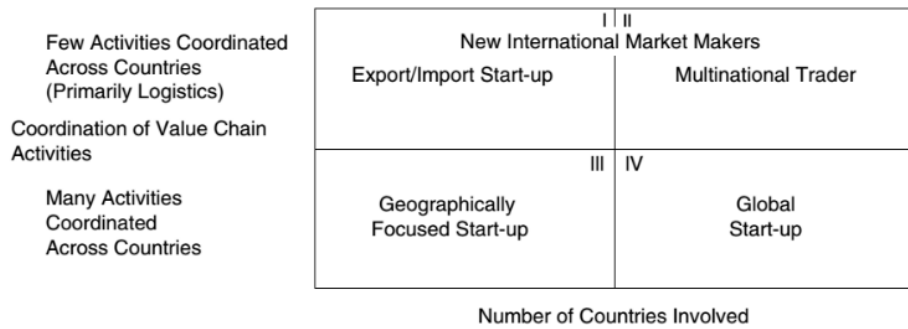 I II
Few Activities Coordinated
Across Countries
(Primarily Logistics)
New International Market Makers
Export/Import Start-up
Multinational Trader
Coordination of Value Chain
Activities
III IV
Many Activities
Coordinated
Across Countries
Geographically
Focused Start-up
Global
Start-up
Number of Countries Involved